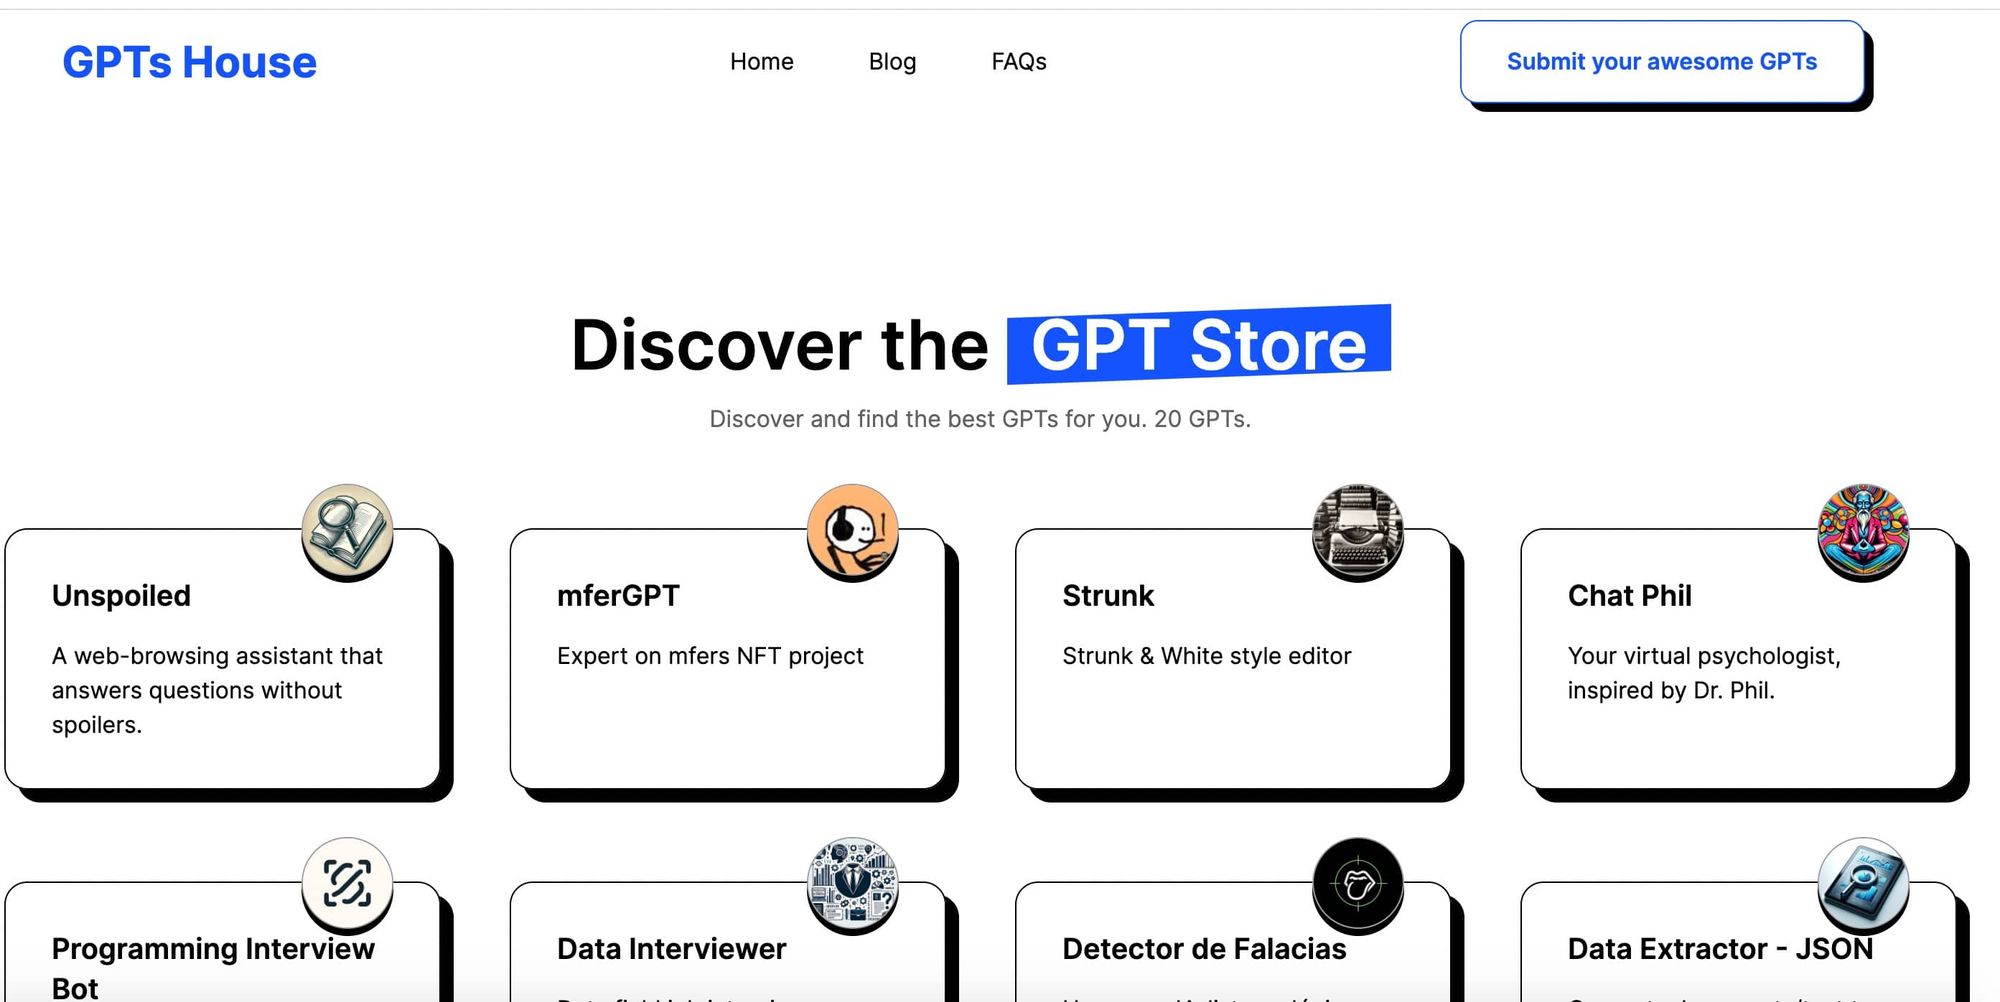 GPTs House
Home
Blog
FAQs
Submit your awesome GPTs
Discover the GPT Store
Discover and find the best GPTs for you. 20 GPTs.
Unspoiled
A web-browsing assistant that
answers questions without
spoilers.
mferGPT
Expert on mfers NFT project
Strunk
Strunk & White style editor
Chat Phil
Your virtual psychologist,
inspired by Dr. Phil.
Programming Interview
Bot
Data Interviewer
Detector de Falacias
Data Extractor - JSON